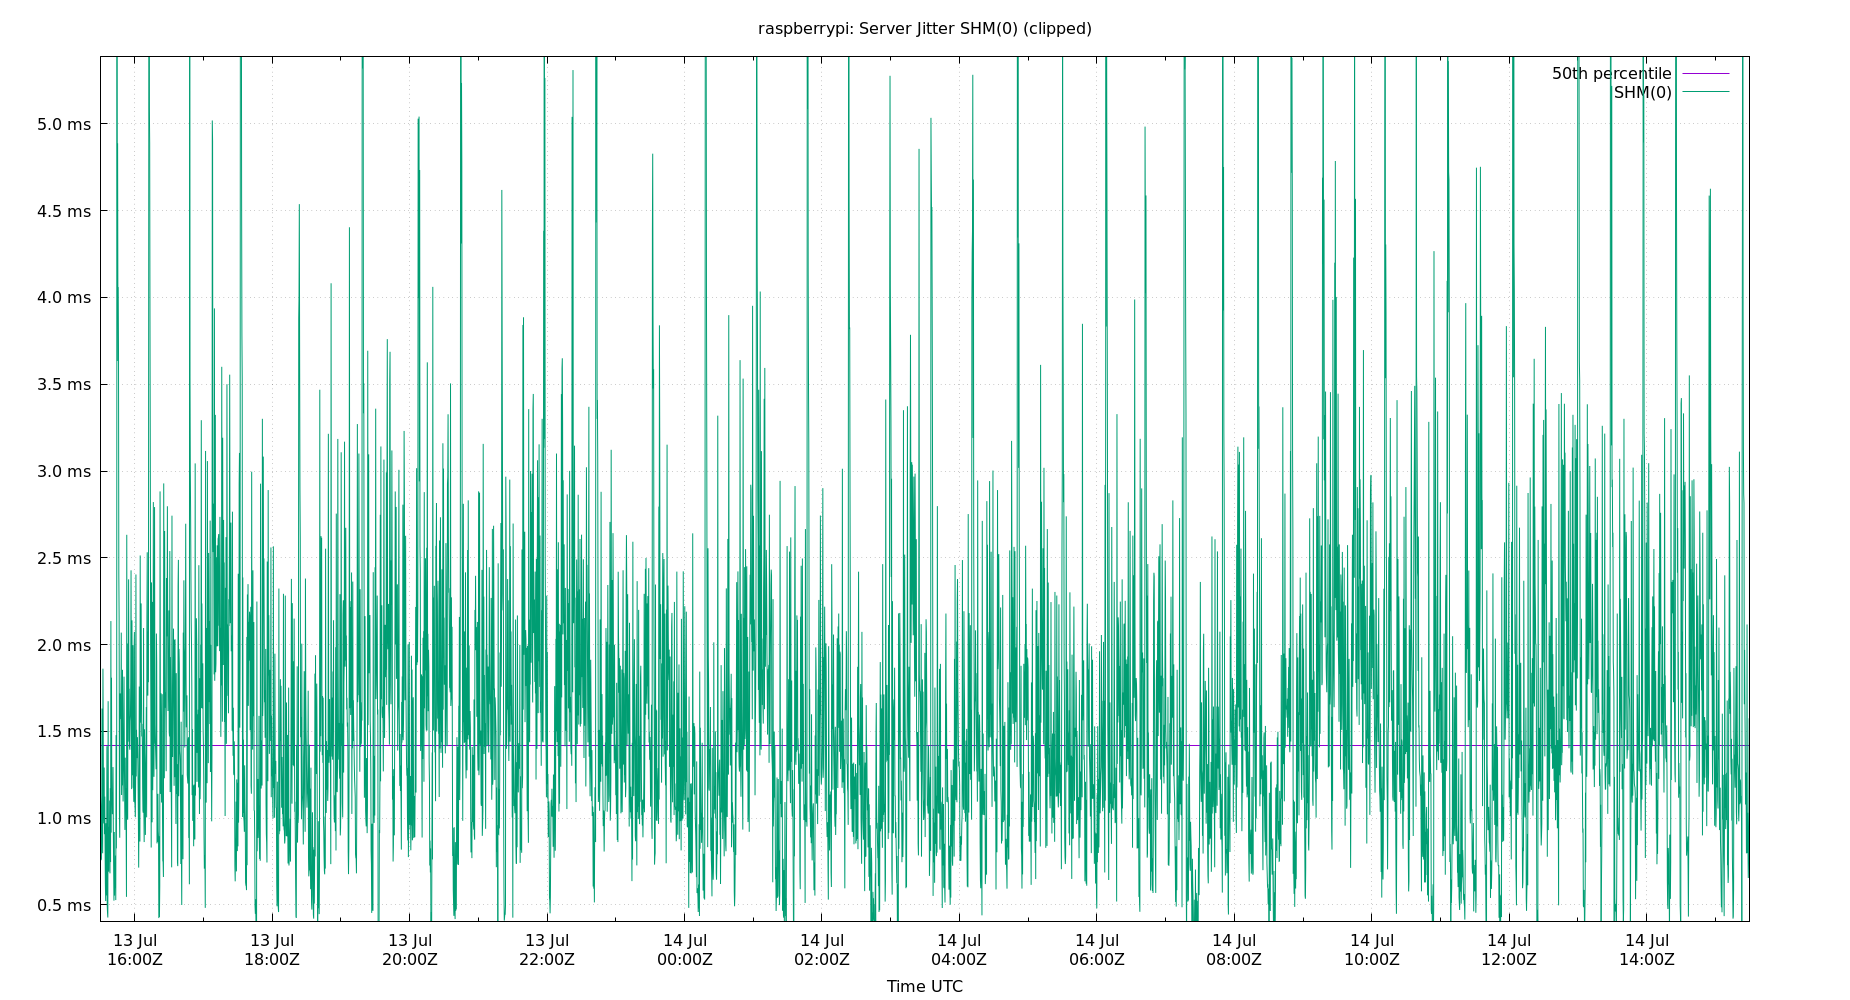 raspberrypi: Server Jitter SHM(0) (clipped)
50th percentile
SHM(0)
5.0 ms
4.5 ms
4.0 ms
3.5 ms
3.0 ms
2.5 ms
2.0 ms
1.5 ms
1.0 ms
0.5 ms
13 Jul 13 Jul 13 Jul 13 Jul 14 Jul 14 Jul 14 Jul 14 Jul 14 Jul 14 Jul 14 Jul 14 Jul
16:00Z 18:00Z 20:00Z 22:00Z 00:00Z 02:00Z 04:00Z 06:00Z 08:00Z 10:00Z 12:00Z 14:00Z
Time UTC